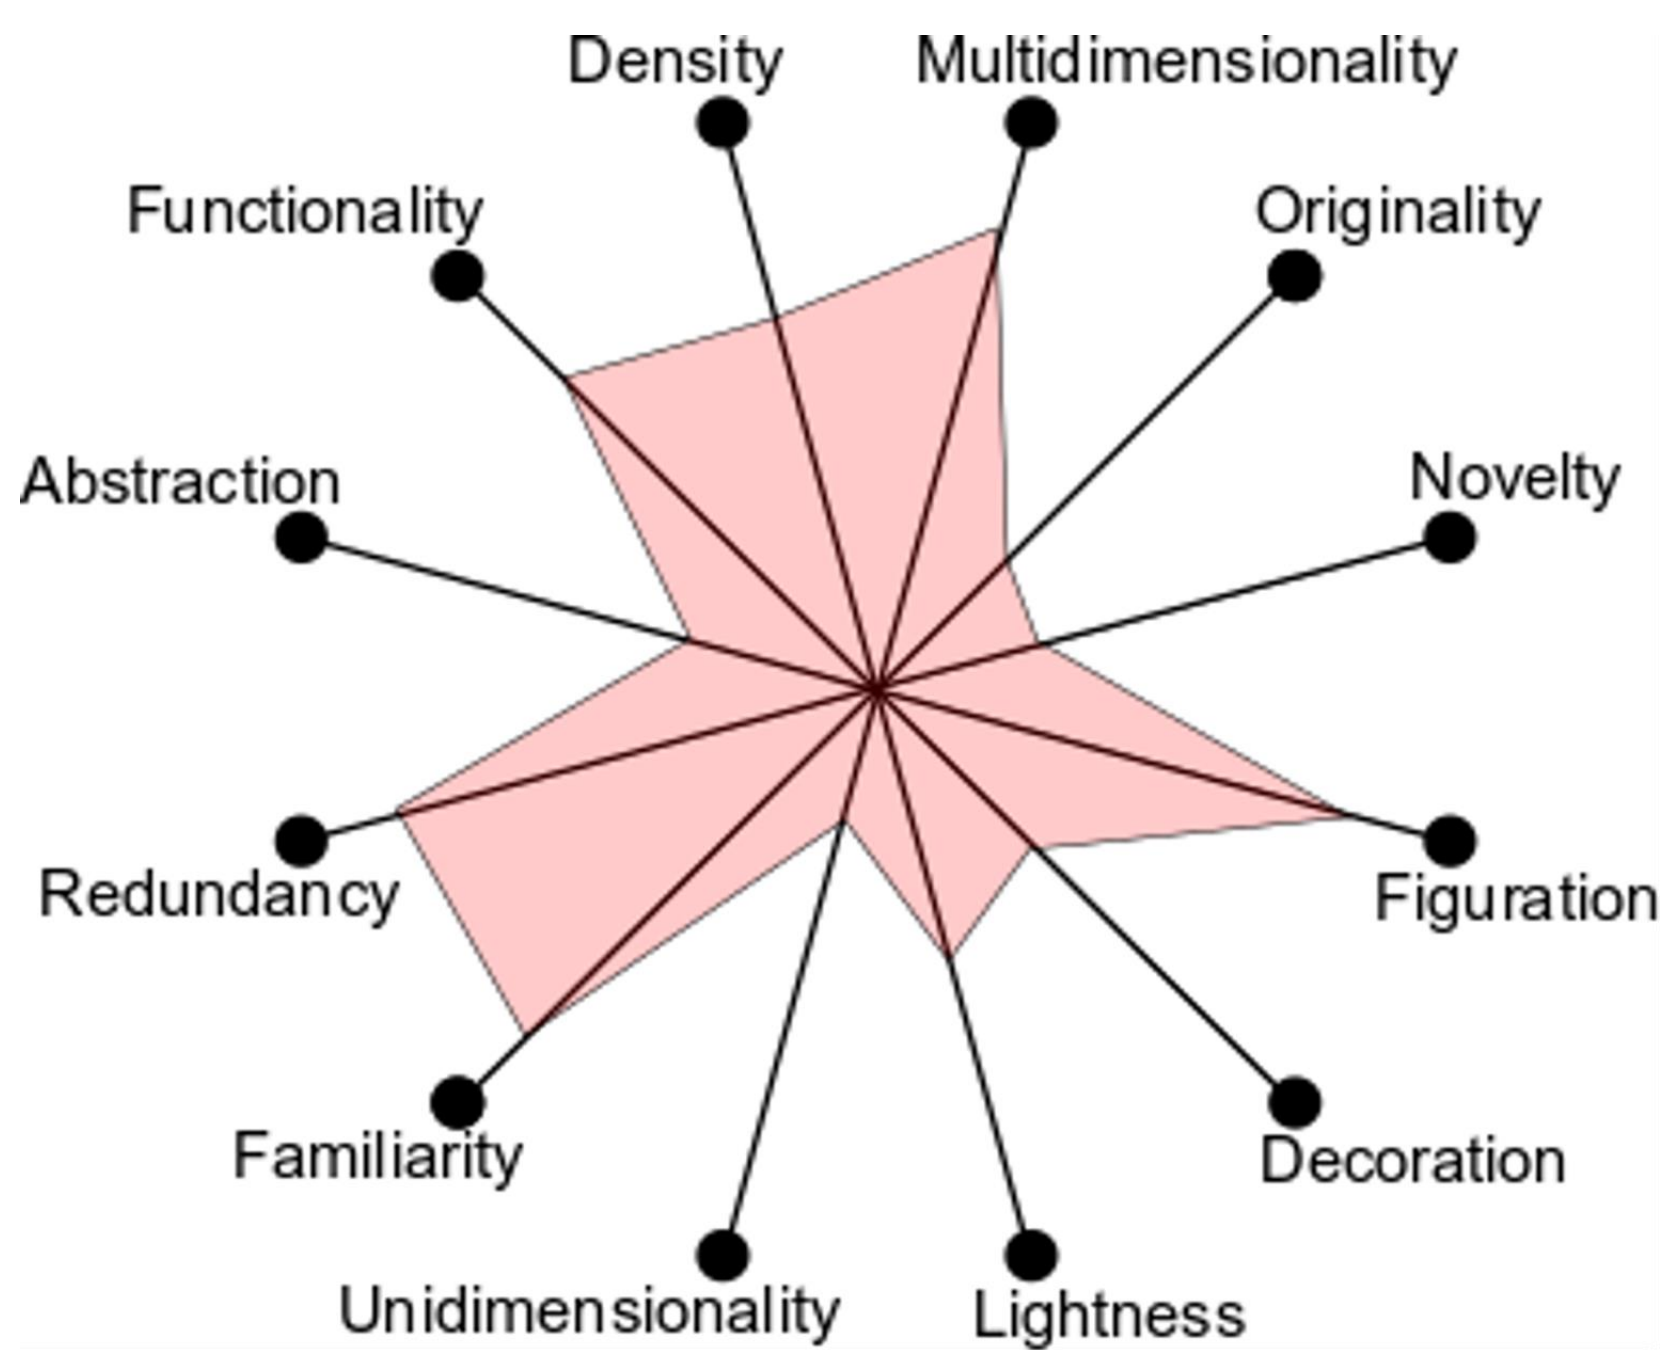 Density
Multidimensionality
Functionality
Originality
Abstraction
Novelty
Redundancy
Figuration
Familiarity
Decoration
Unidimensionality
Lightness